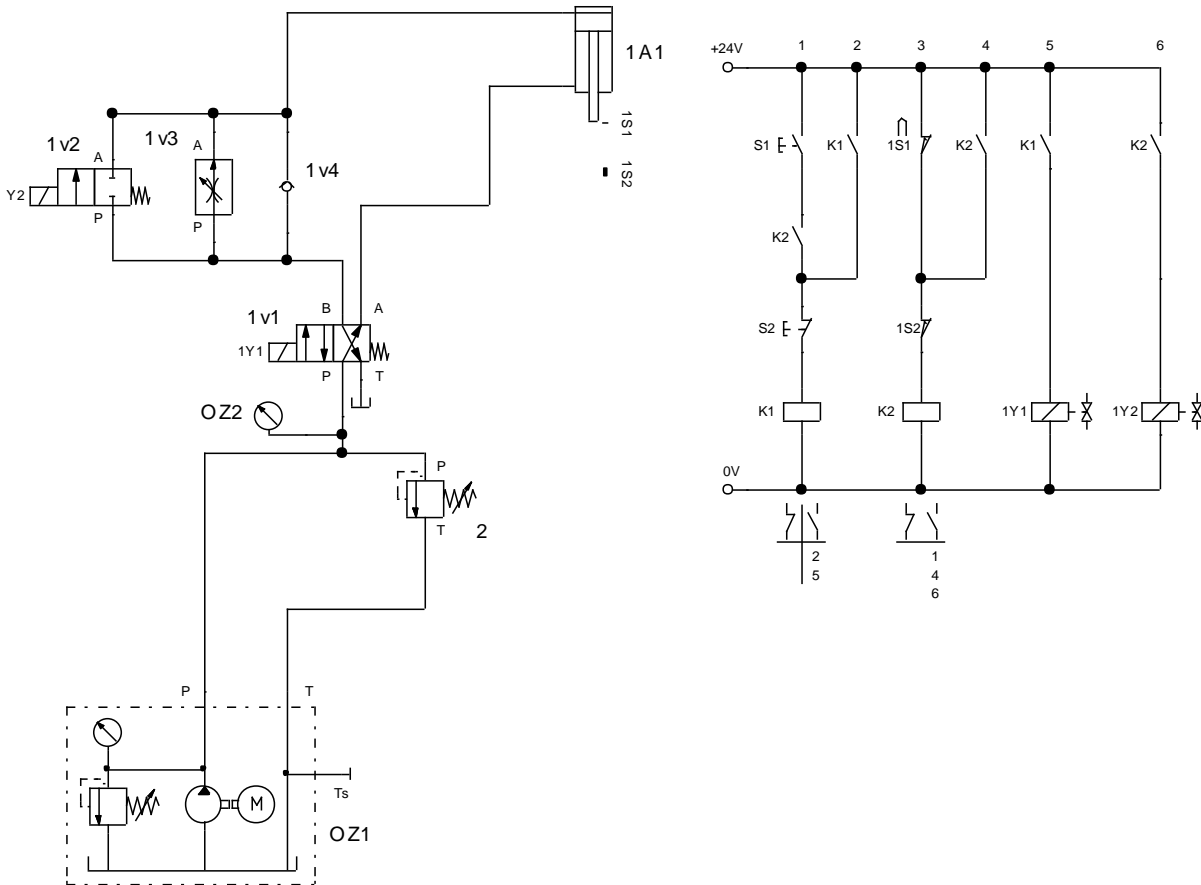 1A1
1S1
1S2
1v3
1v2
A
A
1v4
Y2
P
P
B
A
1v1
1Y1
P
T
OZ2
P
T
2
P
T
Ts
M
OZ1
1 2 3 4 5 6
+24V
S1 K1 1S1 K2 K1 K2
K2
S2 1S2
K1 K2 1Y1 1Y2
0V
2 1
5 4
6